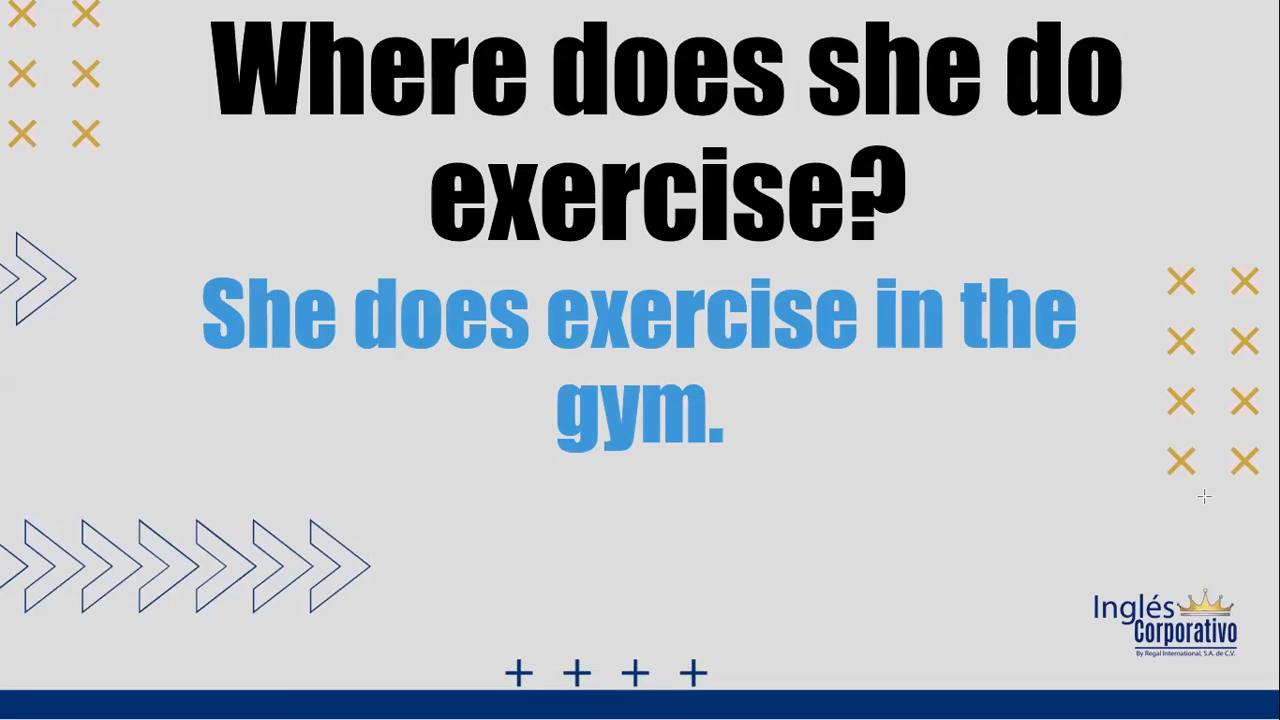 Where does she do
exercise?
She does exercise in the
gym.
Inglés
Corporativo
By Regal International, S.A. de C.V.